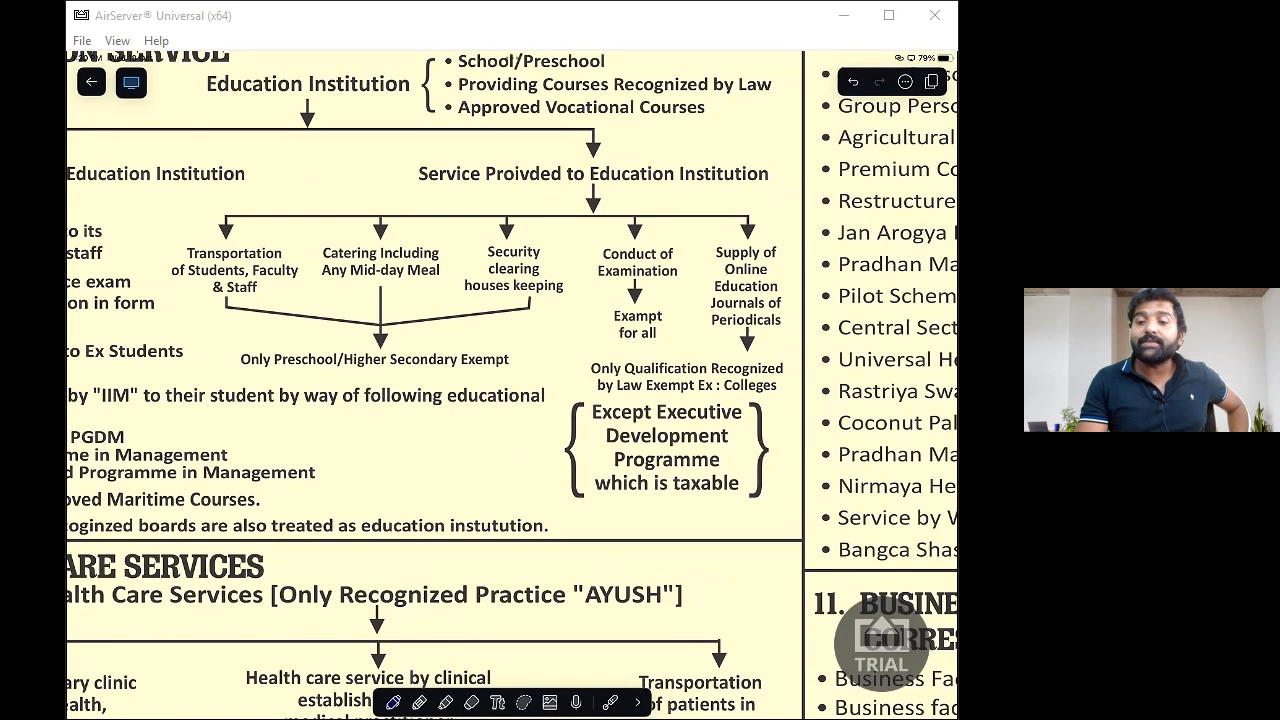 AirServer® Universal (x64)
File View Help
ON SERVICE
79%
Education Institution
• School/Preschool
• Providing Courses Recognized by Law
• Approved Vocational Courses
Education Institution
Service Proivded to Education Institution
o its
staff
ce exam
on in form
Transportation
of Students, Faculty
& Staff
Catering Including
Any Mid-day Meal
Security
clearing
houses keeping
Conduct of
Examination
Exampt
for all
Supply of
Online
Education
Journals of
Periodicals
to Ex Students
Only Preschool/Higher Secondary Exempt
Only Qualification Recognized
by Law Exempt Ex : Colleges
by "IIM" to their student by way of following educational
Except Executive
Development
Programme
which is taxable
PGDM
me in Management
d Programme in Management
oved Maritime Courses.
coginzed boards are also treated as education instutution.
ARE SERVICES
alth Care Services [Only Recognized Practice "AYUSH"]
ary clinic
ealth,
Health care service by clinical
establish
Transportation
of patients in
• Group Perso
• Agricultural
• Premium Co
• Restructure
• Jan Arogya
• Pradhan Ma
• Pilot Schem
• Central Sect
• Universal He
• Rastriya Swa
• Coconut Pal
• Pradhan Ma
• Nirmaya He
• Service by V
• Bangca Shas
11. BUSINE
CORRES
TRIAL
• Business Fa
• Business fac